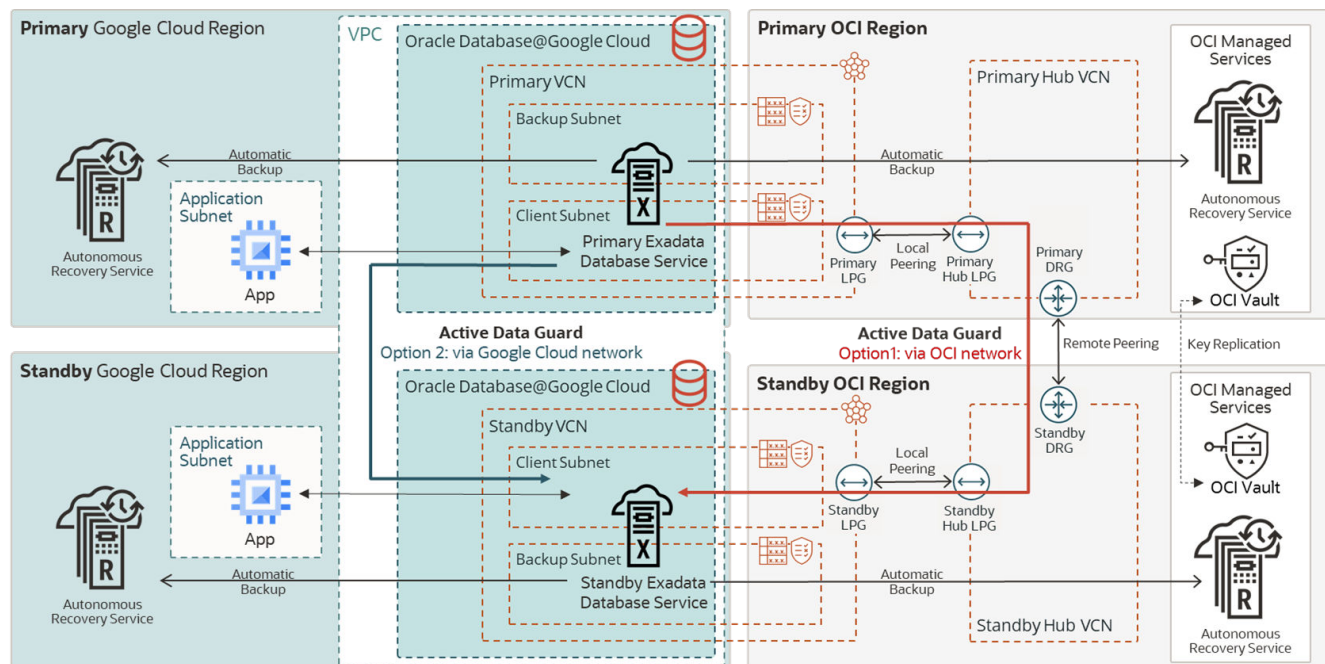 Primary Google Cloud Region
VPC
Oracle Database@Google Cloud
Primary VCN
Backup Subnet
Automatic
Backup
Autonomous
Recovery Service
Application
Subnet
App
Client Subnet
X
R
Primary Exadata
Database Service
Primary OCI Region
Primary Hub VCN
OCI Managed
Services
R
Autonomous
Recovery Service
OCI Vault
Automatic
Backup
Primary
LPG
Local
Peering
Primary
Hub LPG
Primary
DRG
Active Data Guard
Option 2: via Google Cloud network
Active Data Guard
Option1: via OCI network
Remote Peering
Key Replication
Standby Google Cloud Region
Oracle Database@Google Cloud
Standby VCN
Client Subnet
Application
Subnet
App
X
Backup Subnet
Standby Exadata
Database Service
Automatic
Backup
R
Autonomous
Recovery Service
Standby OCI Region
Standby
DRG
Local
Peering
Standby
LPG
Standby
Hub LPG
Automatic
Backup
Standby Hub VCN
OCI Managed
Services
OCI Vault
R
Autonomous
Recovery Service